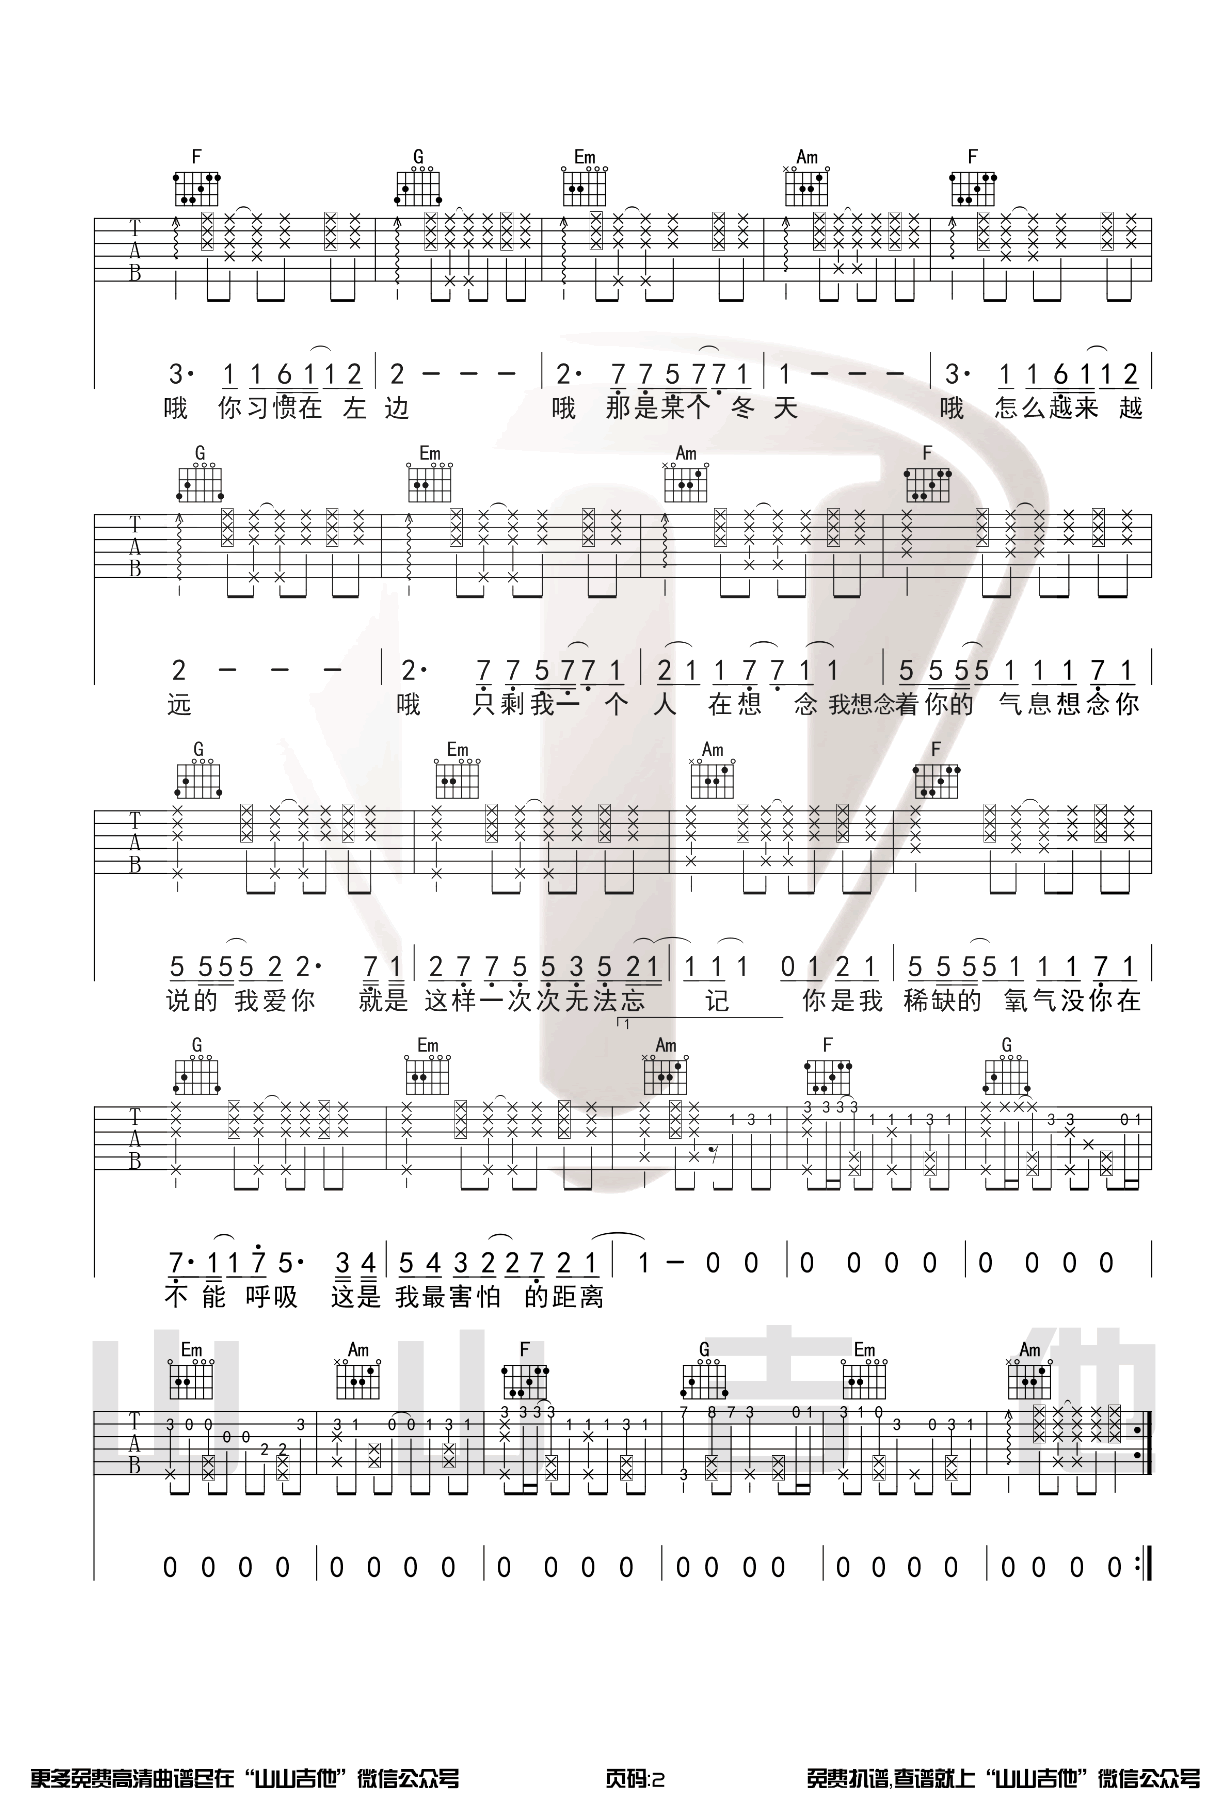 F G Em Am F
T A B
3· 1 1 6 1 1 2 2 − − − 2· 7 7 5 7 7 1 1 − − − 3· 1 1 6 1 1 2
哦 你习惯在 左 边 哦 那是某个 冬 天 哦 怎么越来 越
G Em Am F
T A B
2 − − − 2· 7 7 5 7 7 1 2 1 1 7 7 1 1 5 5 5 5 1 1 1 7 1
远 哦 只剩我一 个 人 在想 念 我想念着你的 气息想念你
G Em Am F
T A B
5 5 5 5 2 2· 7 1 2 7 7 5 5 3 5 2 1 1 1 1 0 1 2 1 5 5 5 5 1 1 1 7 1
说的 我爱你 就是 这样一次次无法忘 记 你是我 稀缺的 氧气没你在
1
G Em Am F G
T A B
1 3 1 3 3 3 3 1 1 1 3 1 3 3 0 1
7· 1 1 7 5· 3 4 5 4 3 2 2 7 2 1 1 − 0 0 0 0 0 0 0 0 0 0
不 能 呼吸 这是 我最害怕 的距离
山山吉他
Em Am F G Em Am
T A B
3 0 0 0 0 2 2 3 3 1 0 0 1 3 1 3 3 3 3 1 1 1 3 1 7 8 7 3 0 1 3 3 1 0 3 0 3 1
0 0 0 0 0 0 0 0 0 0 0 0 0 0 0 0 0 0 0 0 0 0 0 0
更多免费高清曲谱尽在“山山吉他”微信公众号 页码:2 免费扒谱,查谱就上“山山吉他”微信公众号